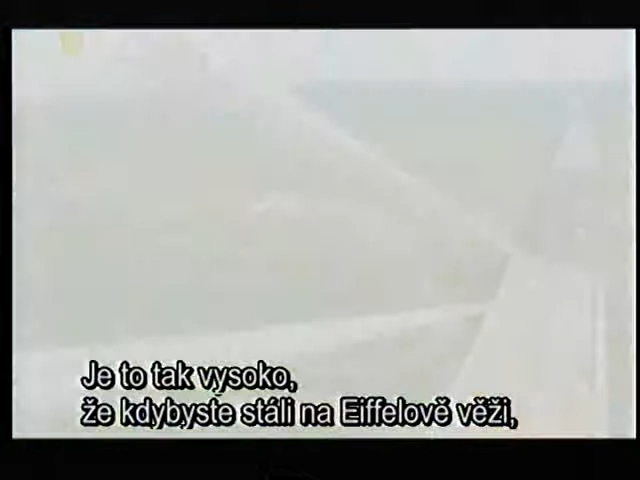 Je to tak vysoko,
že kdybyste stáli na Eiffelově věži,